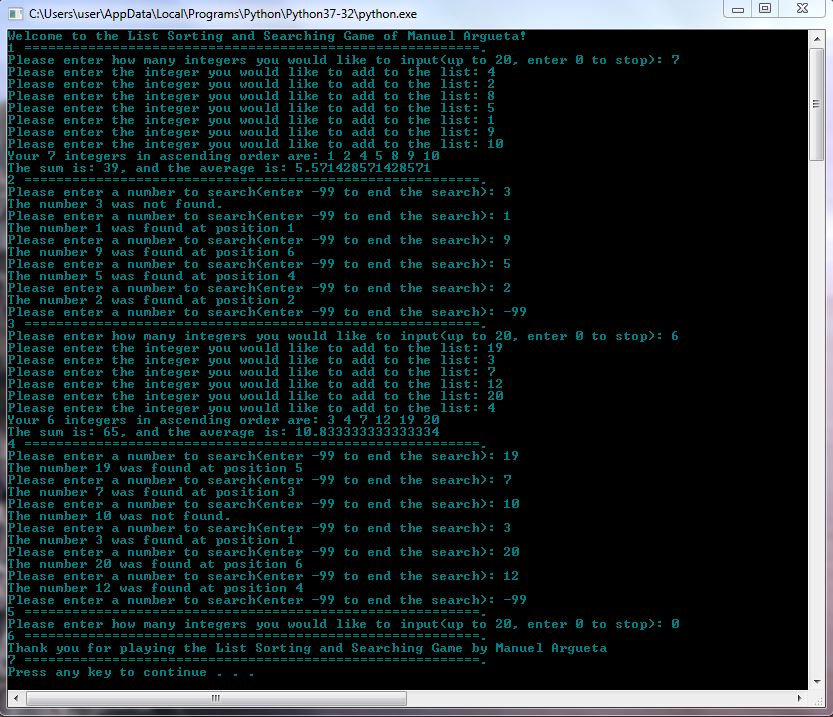 C:\Users\user\AppData\Local\Programs\Python\Python37-32\python.exe
Welcome to the List Sorting and Searching Game of Manuel Argueta!
1 =========================================================.
Please enter how many integers you would like to input(up to 20, enter 0 to stop): 7
Please enter the integer you would like to add to the list: 4
Please enter the integer you would like to add to the list: 2
Please enter the integer you would like to add to the list: 8
Please enter the integer you would like to add to the list: 5
Please enter the integer you would like to add to the list: 1
Please enter the integer you would like to add to the list: 9
Please enter the integer you would like to add to the list: 10
Your 7 integers in ascending order are: 1 2 4 5 8 9 10
The sum is: 39, and the average is: 5.571428571428571
2 =========================================================.
Please enter a number to search(enter -99 to end the search): 3
The number 3 was not found.
Please enter a number to search(enter -99 to end the search): 1
The number 1 was found at position 1
Please enter a number to search(enter -99 to end the search): 9
The number 9 was found at position 6
Please enter a number to search(enter -99 to end the search): 5
The number 5 was found at position 4
Please enter a number to search(enter -99 to end the search): 2
The number 2 was found at position 2
Please enter a number to search(enter -99 to end the search): -99
3 =========================================================.
Please enter how many integers you would like to input(up to 20, enter 0 to stop): 6
Please enter the integer you would like to add to the list: 19
Please enter the integer you would like to add to the list: 3
Please enter the integer you would like to add to the list: 7
Please enter the integer you would like to add to the list: 12
Please enter the integer you would like to add to the list: 20
Please enter the integer you would like to add to the list: 4
Your 6 integers in ascending order are: 3 4 7 12 19 20
The sum is: 65, and the average is: 10.833333333333334
4 =========================================================.
Please enter a number to search(enter -99 to end the search): 19
The number 19 was found at position 5
Please enter a number to search(enter -99 to end the search): 7
The number 7 was found at position 3
Please enter a number to search(enter -99 to end the search): 10
The number 10 was not found.
Please enter a number to search(enter -99 to end the search): 3
The number 3 was found at position 1
Please enter a number to search(enter -99 to end the search): 20
The number 20 was found at position 6
Please enter a number to search(enter -99 to end the search): 12
The number 12 was found at position 4
Please enter a number to search(enter -99 to end the search): -99
5 =========================================================.
Please enter how many integers you would like to input(up to 20, enter 0 to stop): 0
6 =========================================================.
Thank you for playing the List Sorting and Searching Game by Manuel Argueta
7 =========================================================.
Press any key to continue . . .